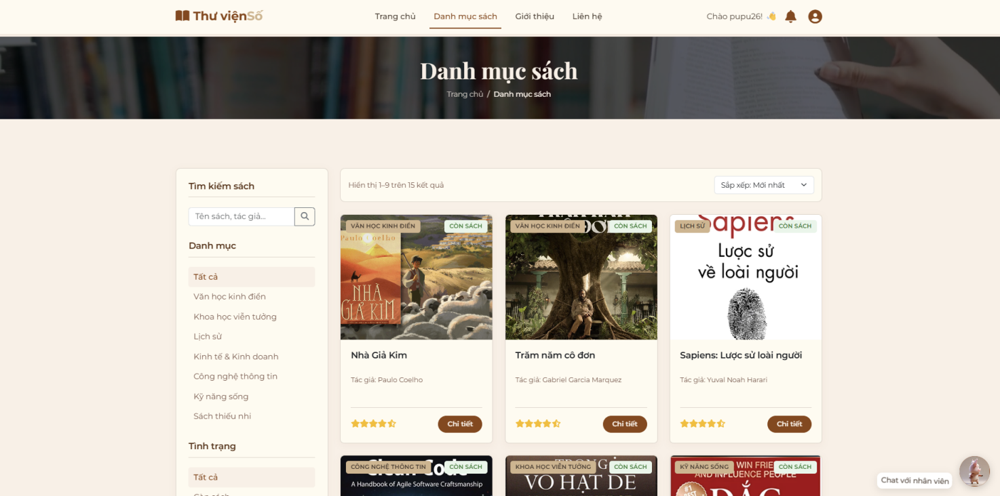 Thư việnSố
Trang chủ
Danh mục sách
Giới thiệu
Liên hệ
Chào pupu26! 👋
Danh mục sách
Trang chủ / Danh mục sách
Tìm kiếm sách
Tên sách, tác giả...
Danh mục
Tất cả
Văn học kinh điển
Khoa học viễn tưởng
Lịch sử
Kinh tế & Kinh doanh
Công nghệ thông tin
Kỹ năng sống
Sách thiếu nhi
Tình trạng
Tất cả
Hiển thị 1–9 trên 15 kết quả
Sắp xếp: Mới nhất
VĂN HỌC KINH ĐIỂN
CÒN SÁCH
Paulo Coelho
NHÀ
GIẢ KIM
Nhà Giả Kim
Tác giả: Paulo Coelho
Chi tiết
VĂN HỌC KINH ĐIỂN
CÒN SÁCH
Trăm năm cô đơn
Tác giả: Gabriel Garcia Marquez
Chi tiết
LỊCH SỬ
CÒN SÁCH
Sapiens
Lược sử
về loài người
Sapiens: Lược sử loài người
Tác giả: Yuval Noah Harari
Chi tiết
CÔNG NGHỆ THÔNG TIN
CÒN SÁCH
Clean Code
A Handbook of Agile Software Craftsmanship
KHOA HỌC VIỄN TƯỞNG
CÒN SÁCH
TRONG
VỎ HẠT DẺ
KỸ NĂNG SỐNG
CÒN SÁCH
WIN FRIE
AND INFLUENCE PEOPLE
#1
BEST
ĐẮC
Chat với nhân viên